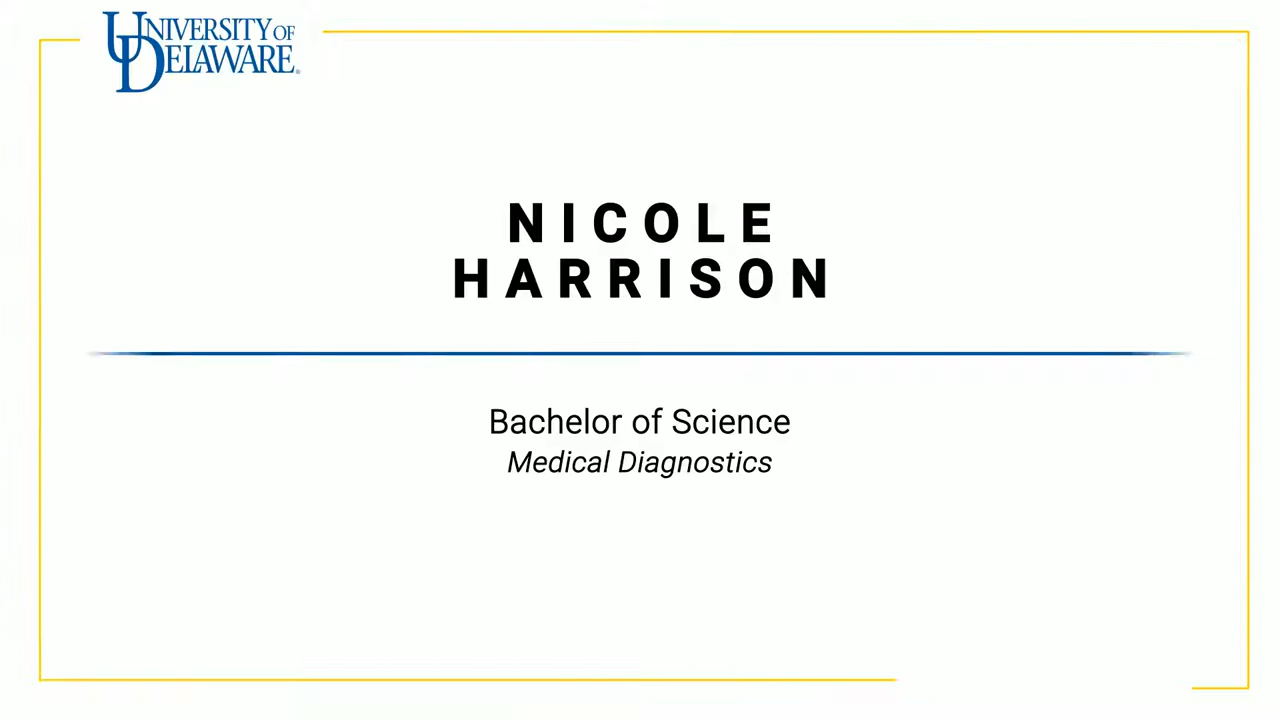 UNIVERSITY OF
DELAWARE
NICOLE
HARRISON
Bachelor of Science
Medical Diagnostics